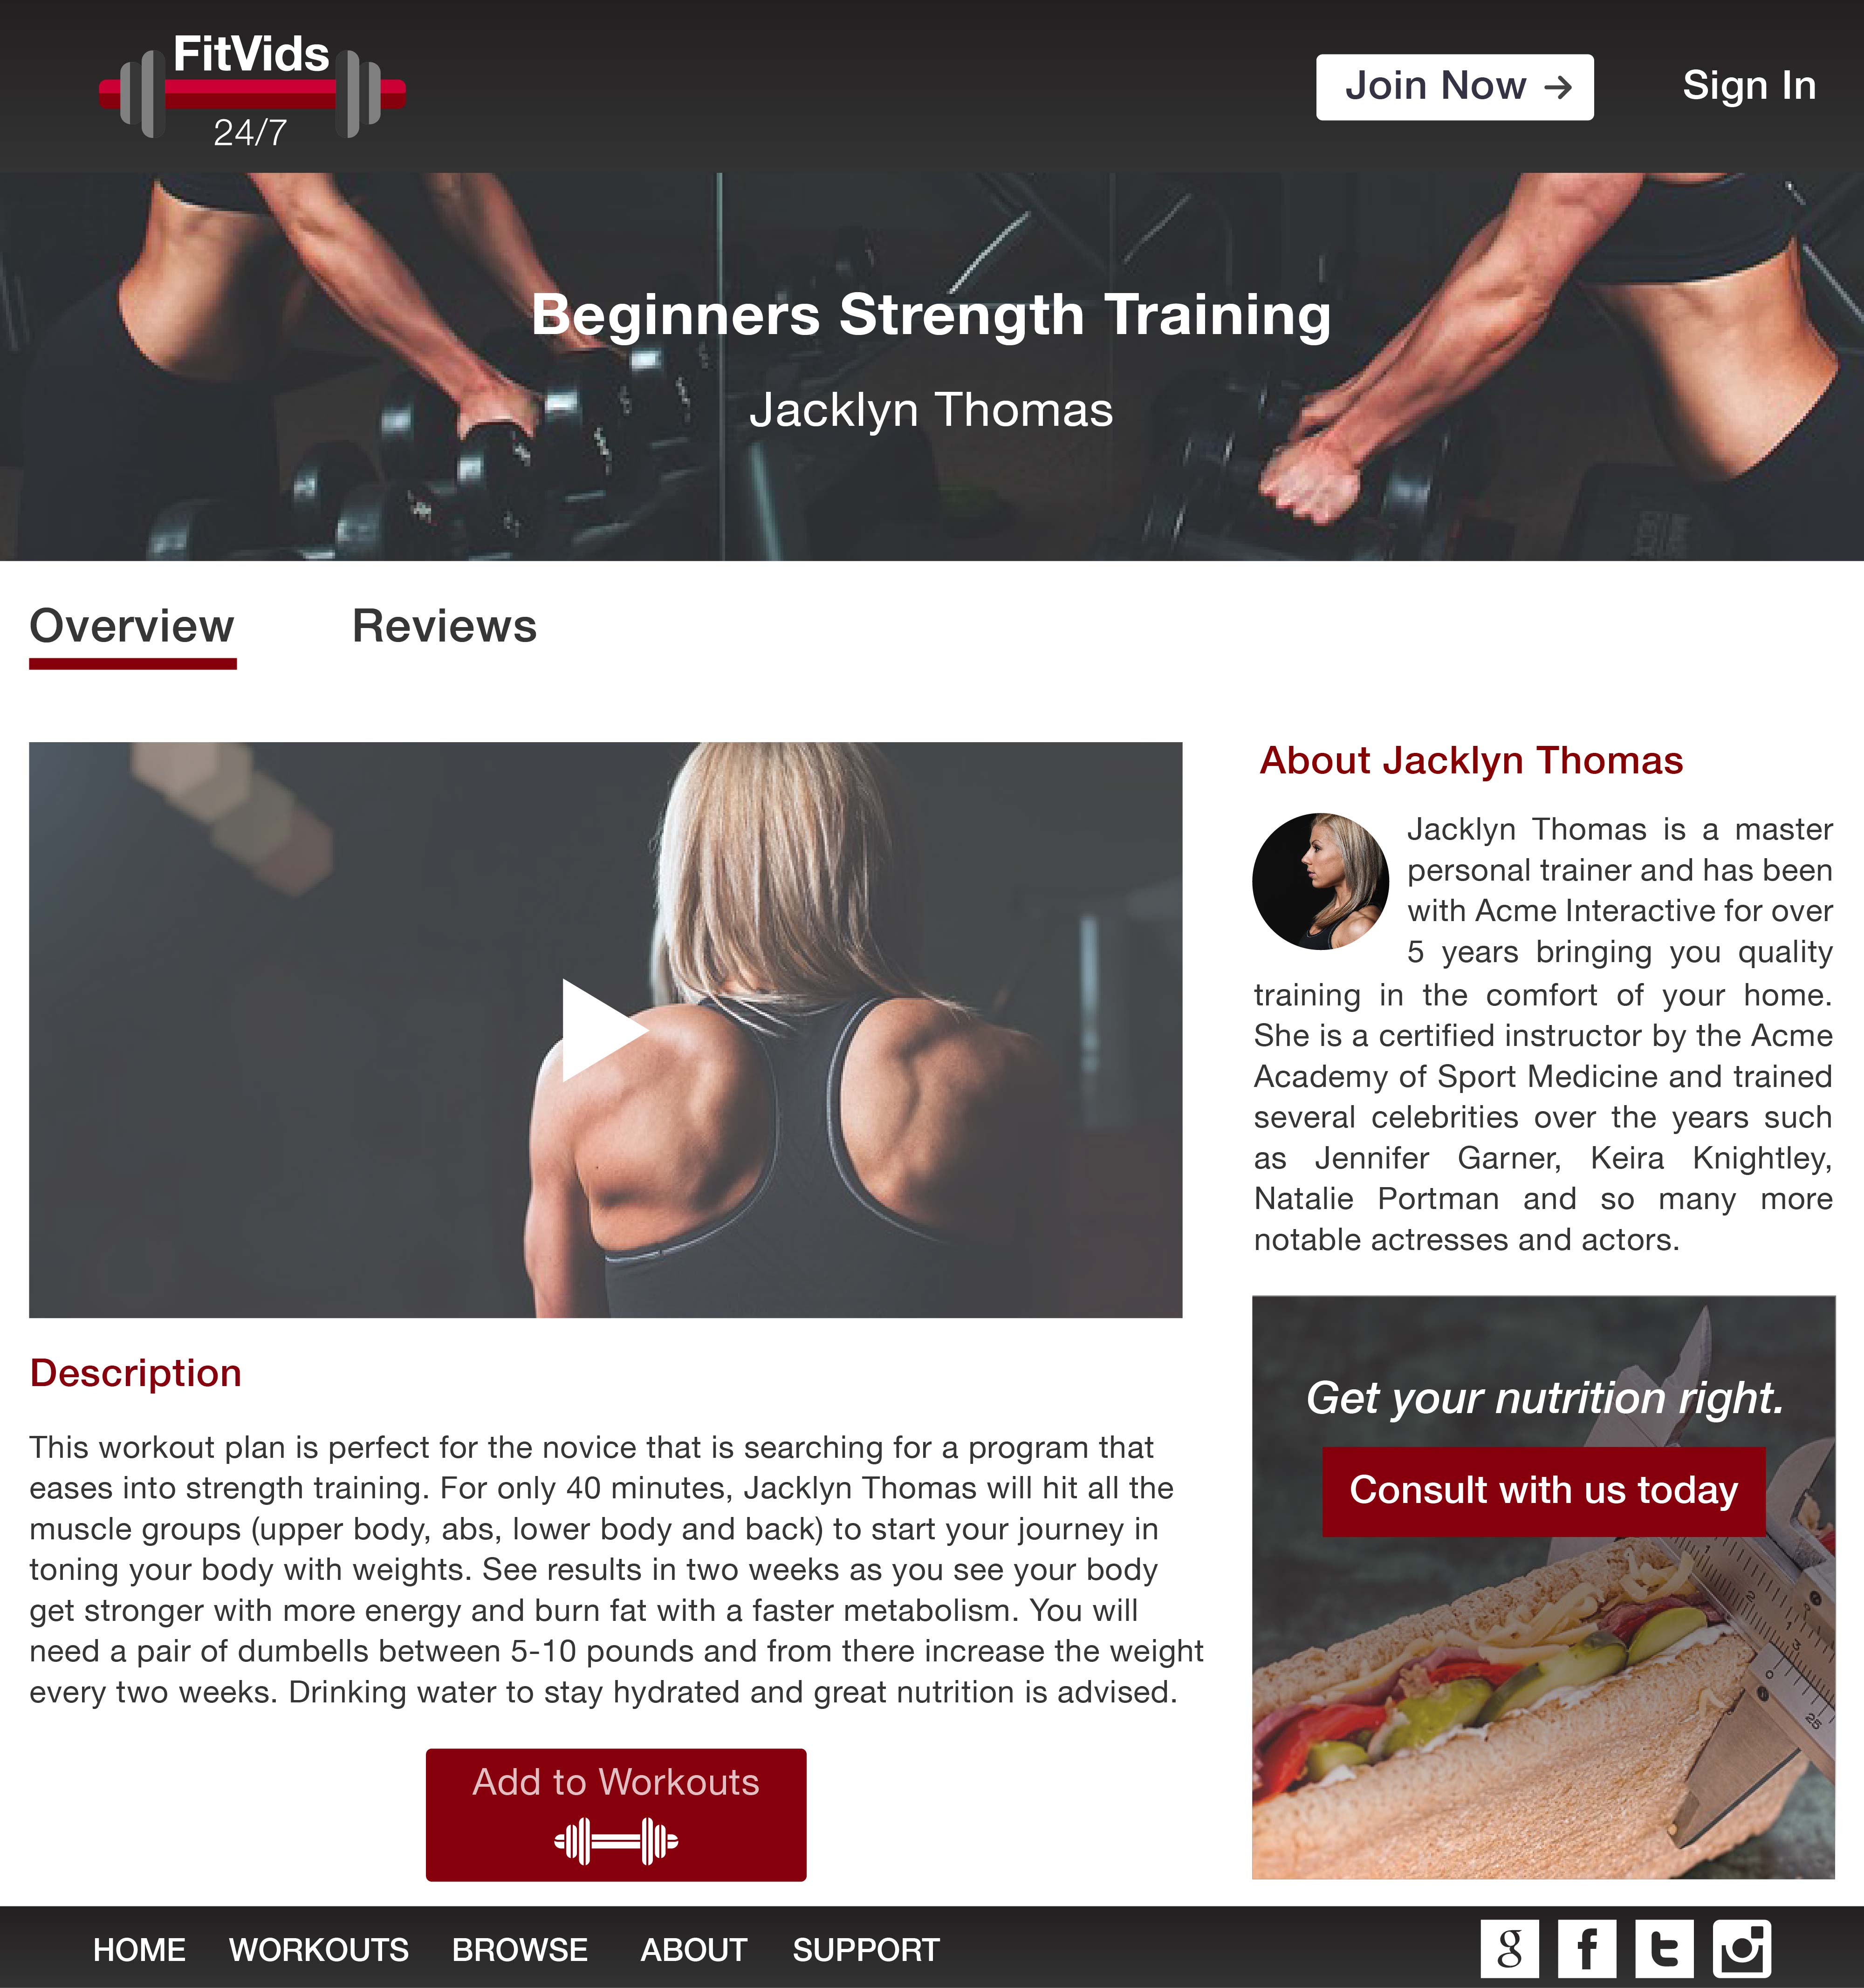 FitVids
24/7
Join Now →
Sign In
Beginners Strength Training
Jacklyn Thomas
Overview
Reviews
About Jacklyn Thomas
Jacklyn Thomas is a master
personal trainer and has been
with Acme Interactive for over
5 years bringing you quality
training in the comfort of your home.
She is a certified instructor by the Acme
Academy of Sport Medicine and trained
several celebrities over the years such
as Jennifer Garner, Keira Knightley,
Natalie Portman and so many more
notable actresses and actors.
Description
This workout plan is perfect for the novice that is searching for a program that
eases into strength training. For only 40 minutes, Jacklyn Thomas will hit all the
muscle groups (upper body, abs, lower body and back) to start your journey in
toning your body with weights. See results in two weeks as you see your body
get stronger with more energy and burn fat with a faster metabolism. You will
need a pair of dumbells between 5-10 pounds and from there increase the weight
every two weeks. Drinking water to stay hydrated and great nutrition is advised.
Add to Workouts
Get your nutrition right.
Consult with us today
HOME
WORKOUTS
BROWSE
ABOUT
SUPPORT
g
f
t